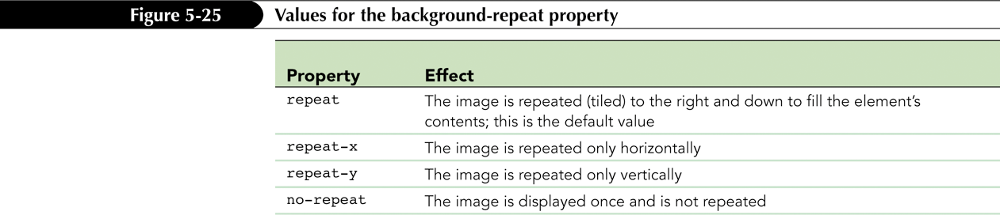 Figure 5-25 Values for the background-repeat property
Property Effect
repeat The image is repeated (tiled) to the right and down to fill the element's
contents; this is the default value
repeat-x The image is repeated only horizontally
repeat-y The image is repeated only vertically
no-repeat The image is displayed once and is not repeated